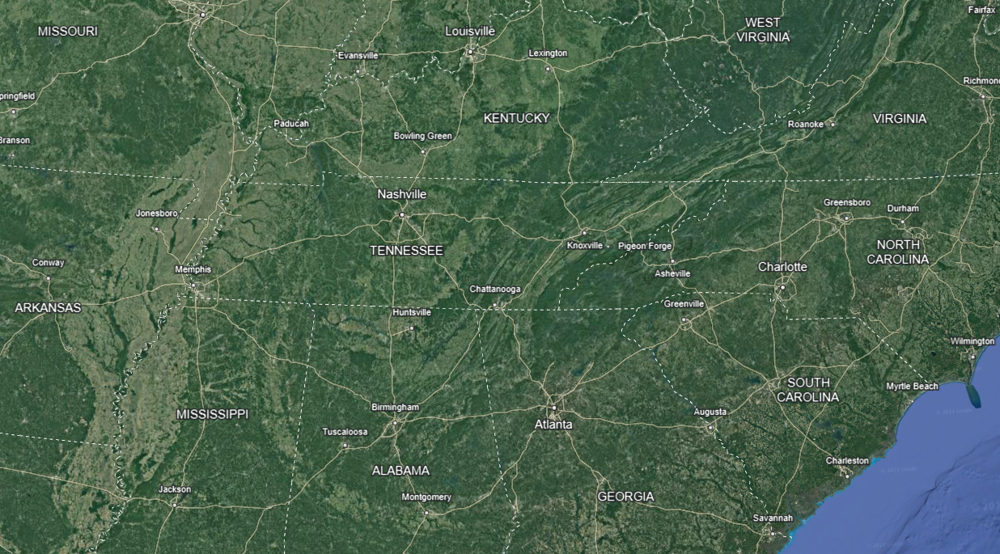 MISSOURI
Louisville
WEST
VIRGINIA
Fairfax
Evansville
Lexington
Richmon
pringfield
Paducah
KENTUCKY
Roanoke
VIRGINIA
Branson
Bowling Green
Nashville
Jonesboro
Greensboro
Durham
TENNESSEE
Knoxville
Pigeon Forge
NORTH
CAROLINA
Conway
Memphis
Asheville
Charlotte
ARKANSAS
Chattanooga
Huntsville
Greenville
Wilmington
Myrtle Beach
SOUTH
CAROLINA
MISSISSIPPI
Birmingham
Atlanta
Augusta
Tuscaloosa
ALABAMA
Charleston
Jackson
Montgomery
GEORGIA
Savannah